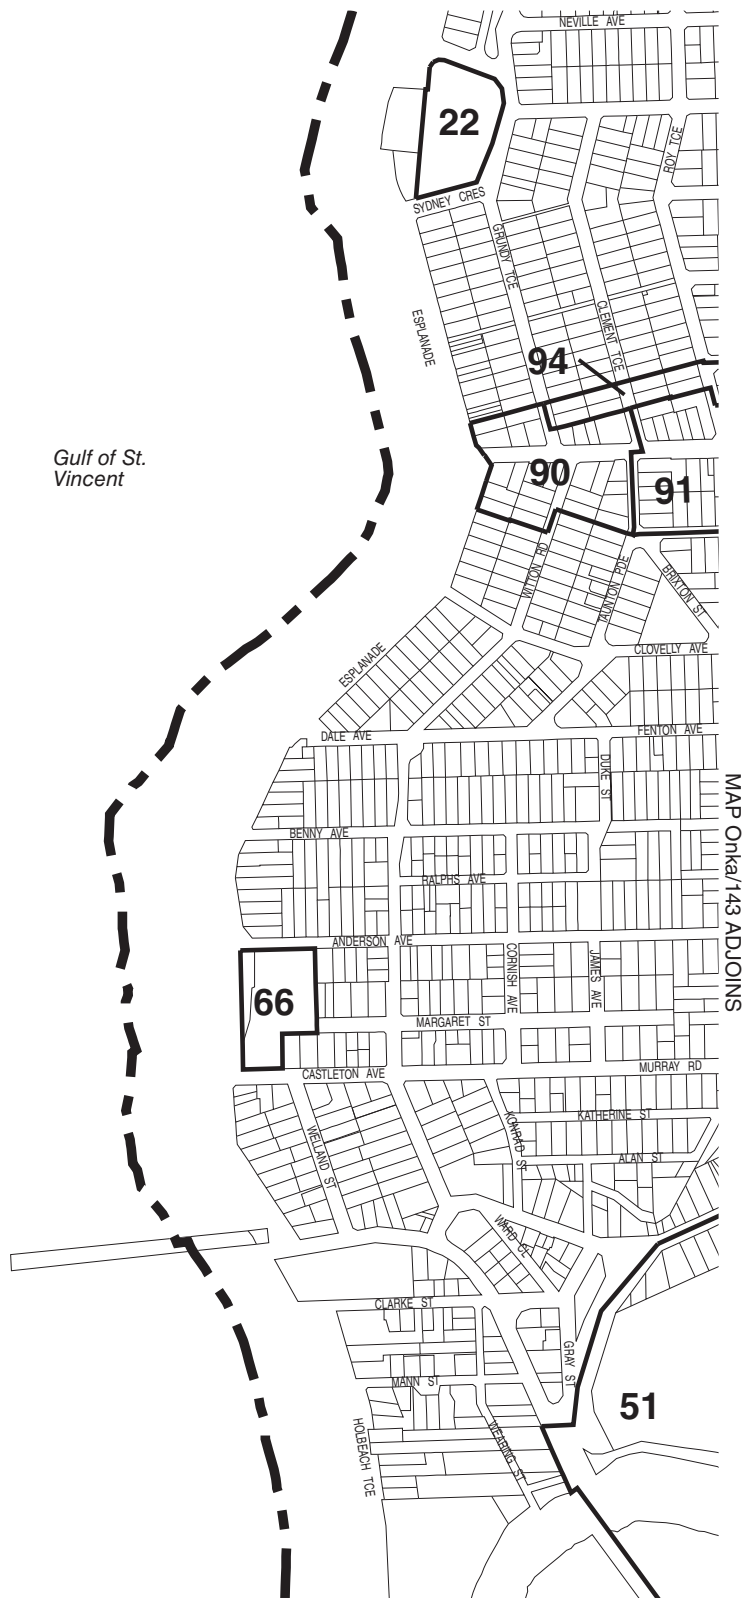 NEVILLE AVE
22
ROY TCE
SYDNEY CRES
GRUNDY TCE
ESPLANADE
CLEMENT TCE
94
Gulf of St.
Vincent
90
91
WITTON RD
TAUNTON PDE
BRIXTON ST
CLOVELLY AVE
ESPLANADE
DALE AVE
FENTON AVE
DUKE ST
MAP Onka/143 ADJOINS
BENNY AVE
RALPHS AVE
ANDERSON AVE
CORNISH AVE
JAMES AVE
66
MARGARET ST
CASTLETON AVE
MURRAY RD
KATHERINE ST
KONRAD ST
WELLAND ST
ALAN ST
WARD CL
CLARKE ST
GRAY ST
MANN ST
51
HOLBEACH TCE
WEARING ST